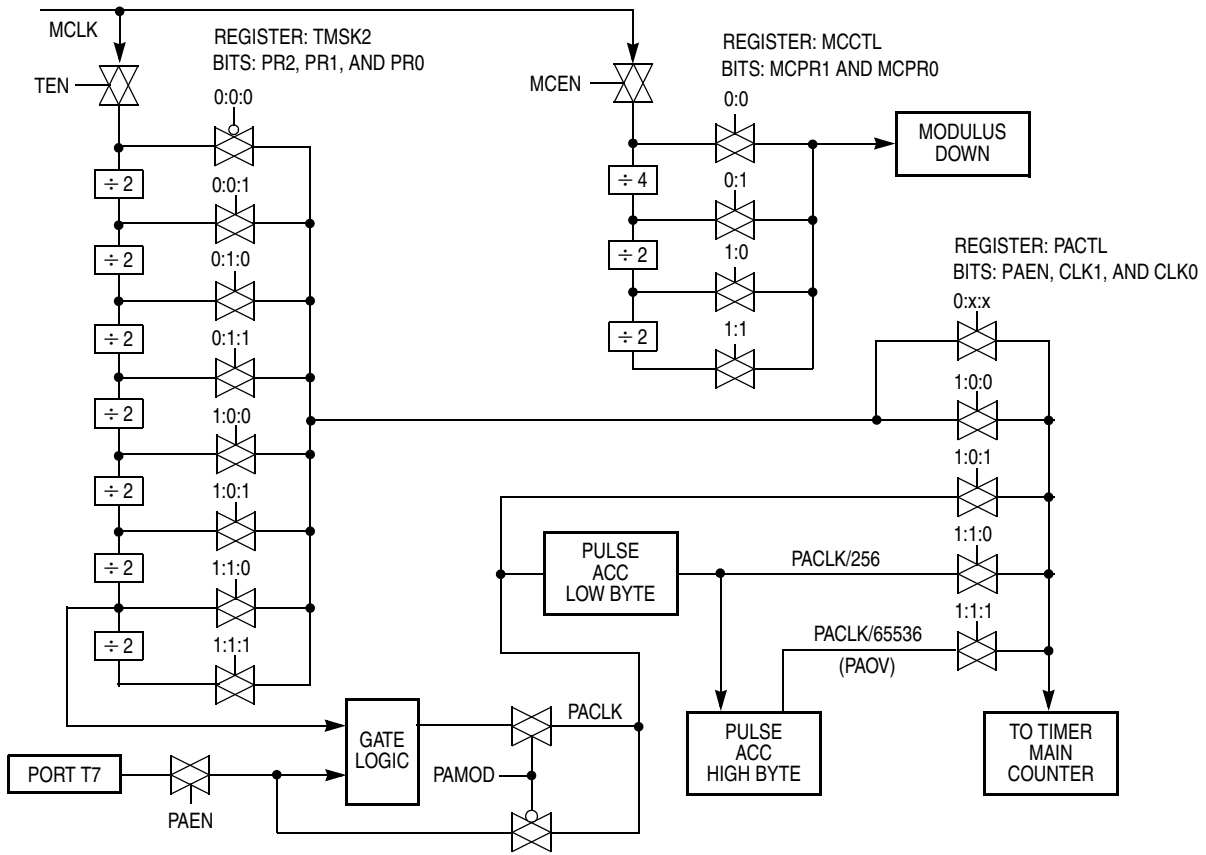 MCLK
REGISTER: TMSK2
BITS: PR2, PR1, AND PR0
TEN
0:0:0
÷ 2
0:0:1
÷ 2
0:1:0
÷ 2
0:1:1
÷ 2
1:0:0
÷ 2
1:0:1
÷ 2
1:1:0
÷ 2
1:1:1
REGISTER: MCCTL
BITS: MCPR1 AND MCPR0
MCEN
0:0
÷ 4
0:1
÷ 2
1:0
÷ 2
1:1
MODULUS
DOWN
REGISTER: PACTL
BITS: PAEN, CLK1, AND CLK0
0:x:x
1:0:0
1:0:1
1:1:0
1:1:1
PULSE
ACC
LOW BYTE
PACLK/256
PACLK/65536
(PAOV)
PORT T7
PAEN
GATE
LOGIC
PACLK
PAMOD
PULSE
ACC
HIGH BYTE
TO TIMER
MAIN
COUNTER